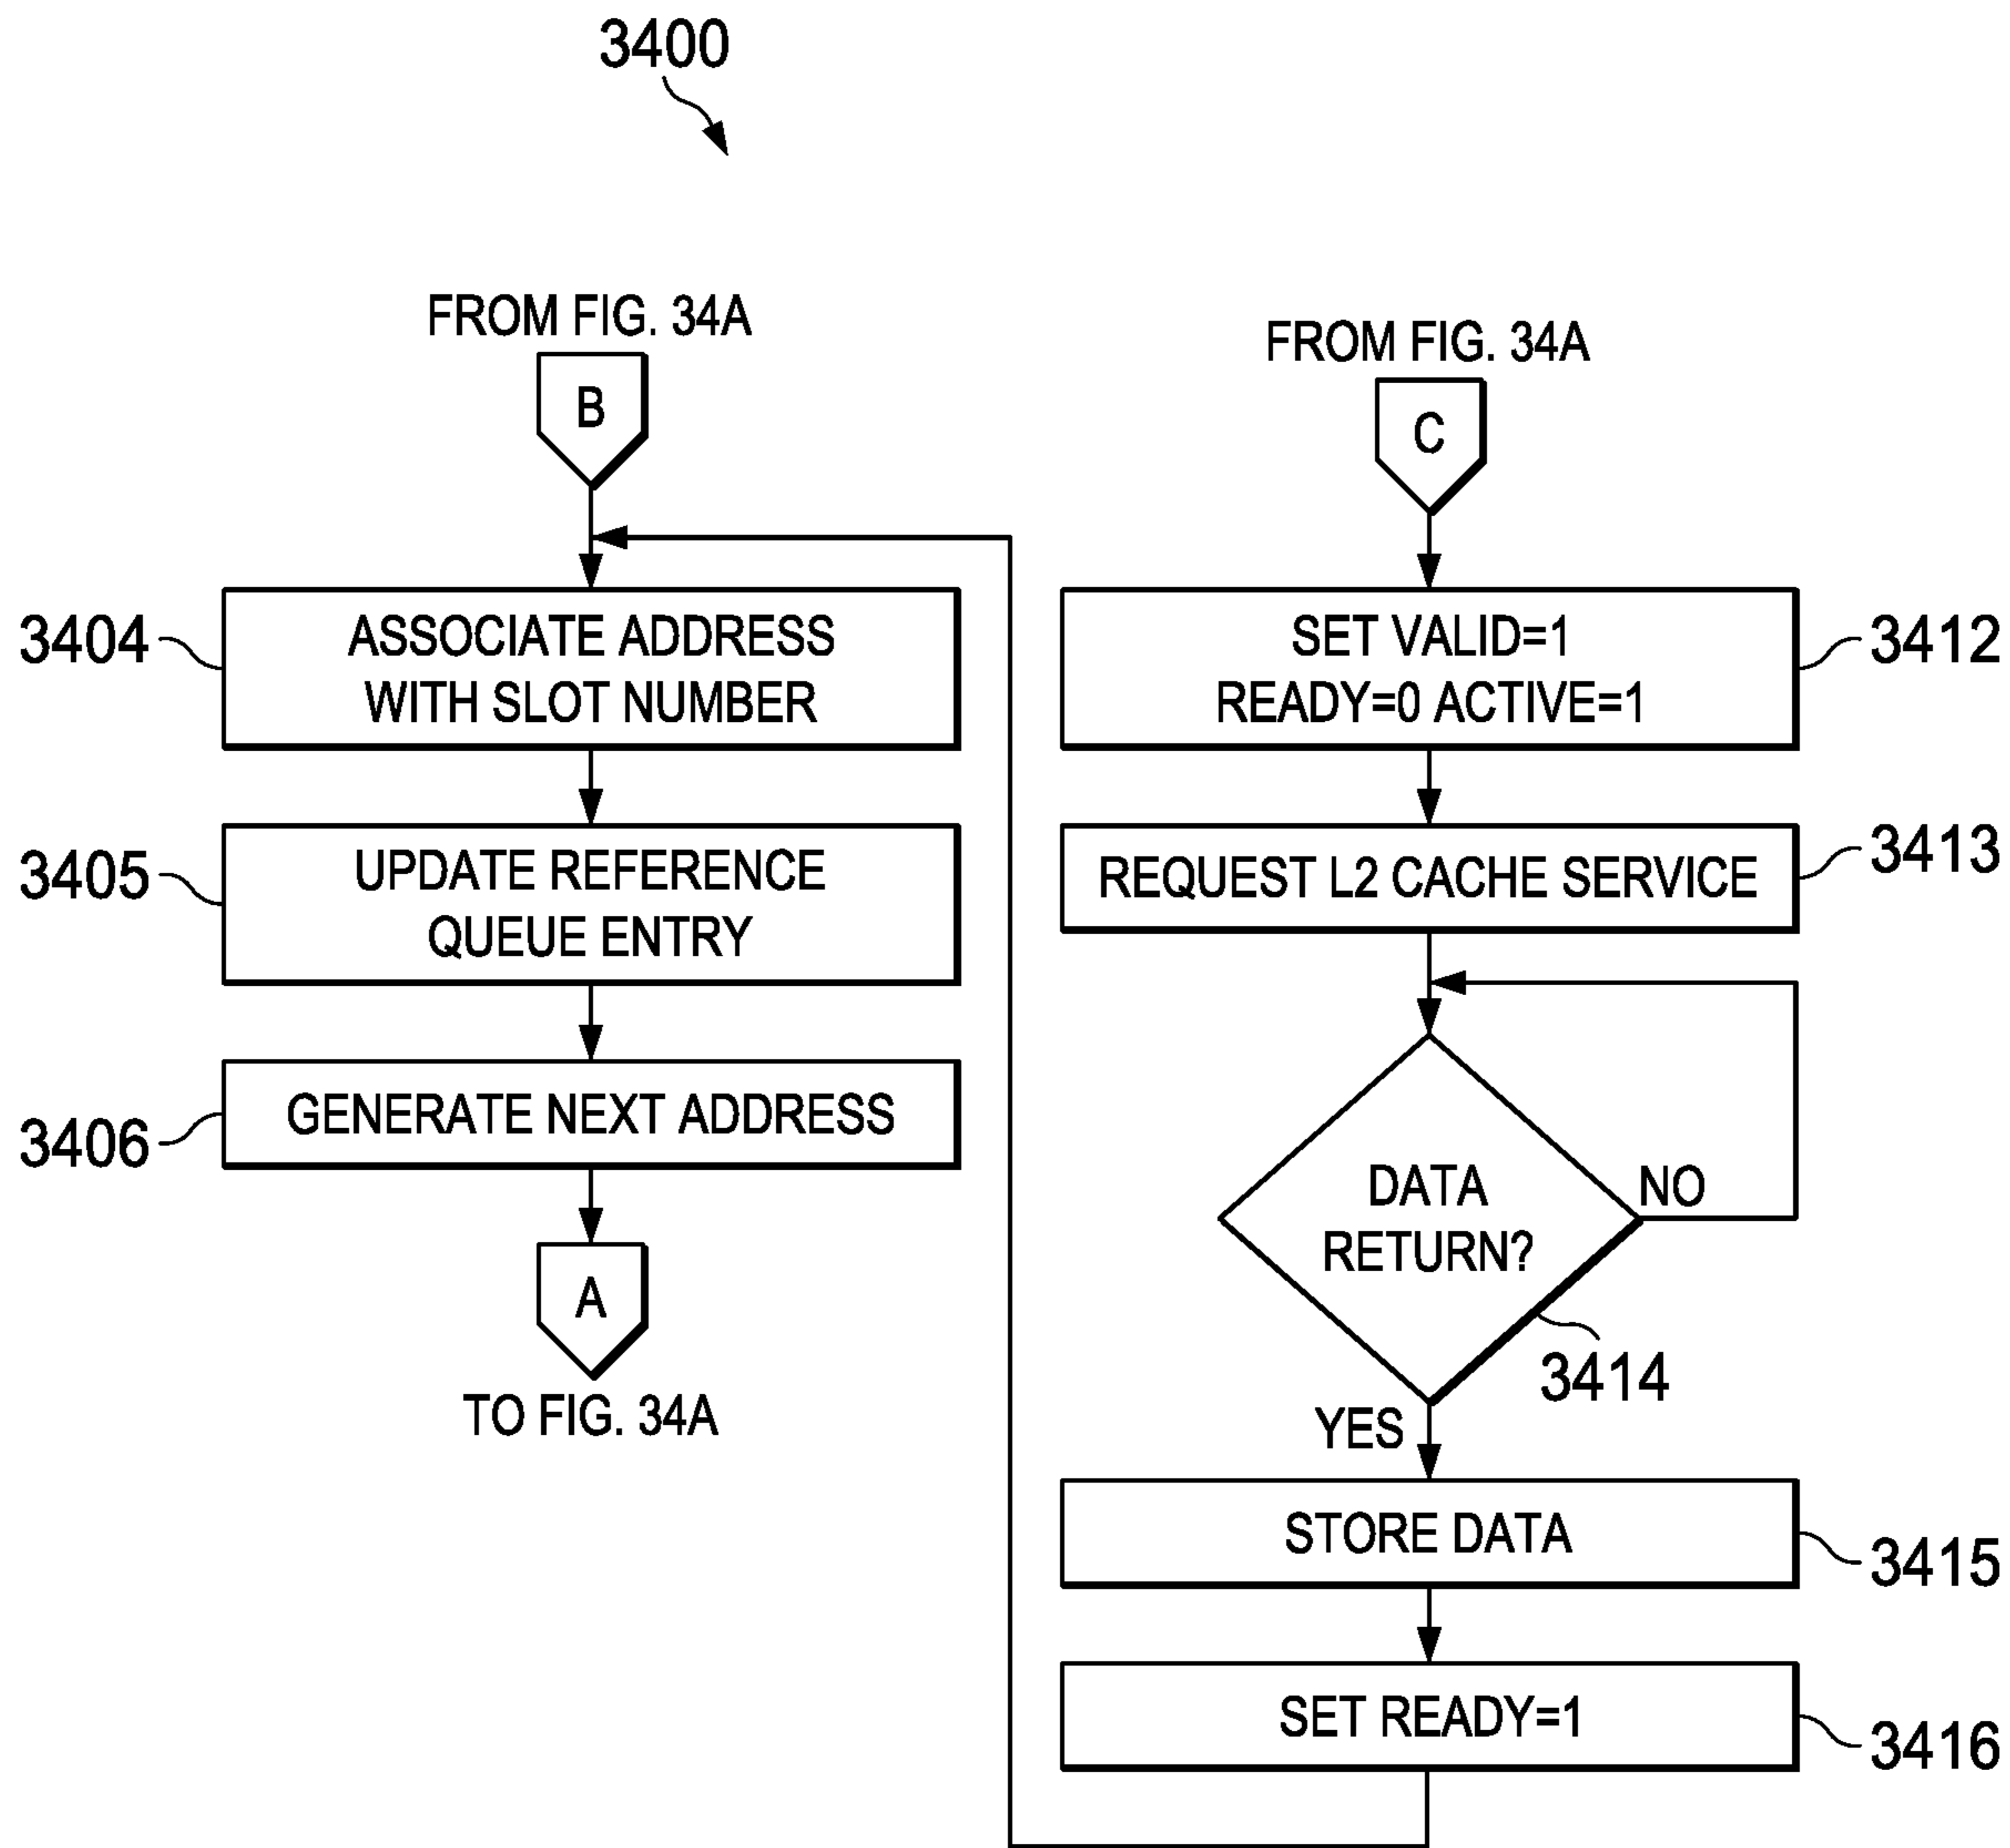 3400
FROM FIG. 34A
B
3404
ASSOCIATE ADDRESS
WITH SLOT NUMBER
3405
UPDATE REFERENCE
QUEUE ENTRY
3406
GENERATE NEXT ADDRESS
A
TO FIG. 34A
FROM FIG. 34A
C
SET VALID=1
READY=0 ACTIVE=1
3412
REQUEST L2 CACHE SERVICE
3413
DATA
RETURN?
NO
3414
YES
STORE DATA
3415
SET READY=1
3416